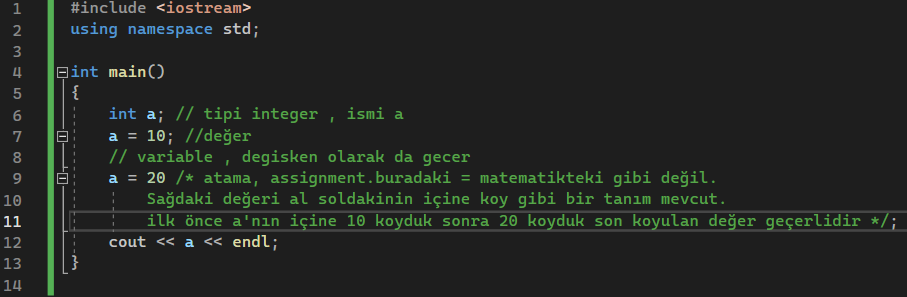 1 #include <iostream>
2 using namespace std;
3
4 int main()
5 {
6 int a; // tipi integer , ismi a
7 a = 10; //değer
8 // variable , degisken olarak da gecer
9 a = 20 /* atama, assignment.buradaki = matematikteki gibi değil.
10 Sağdaki değeri al soldakinin içine koy gibi bir tanım mevcut.
11 ilk önce a'nın içine 10 koyduk sonra 20 koyduk son koyulan değer geçerlidir */;
12 cout << a << endl;
13 }
14